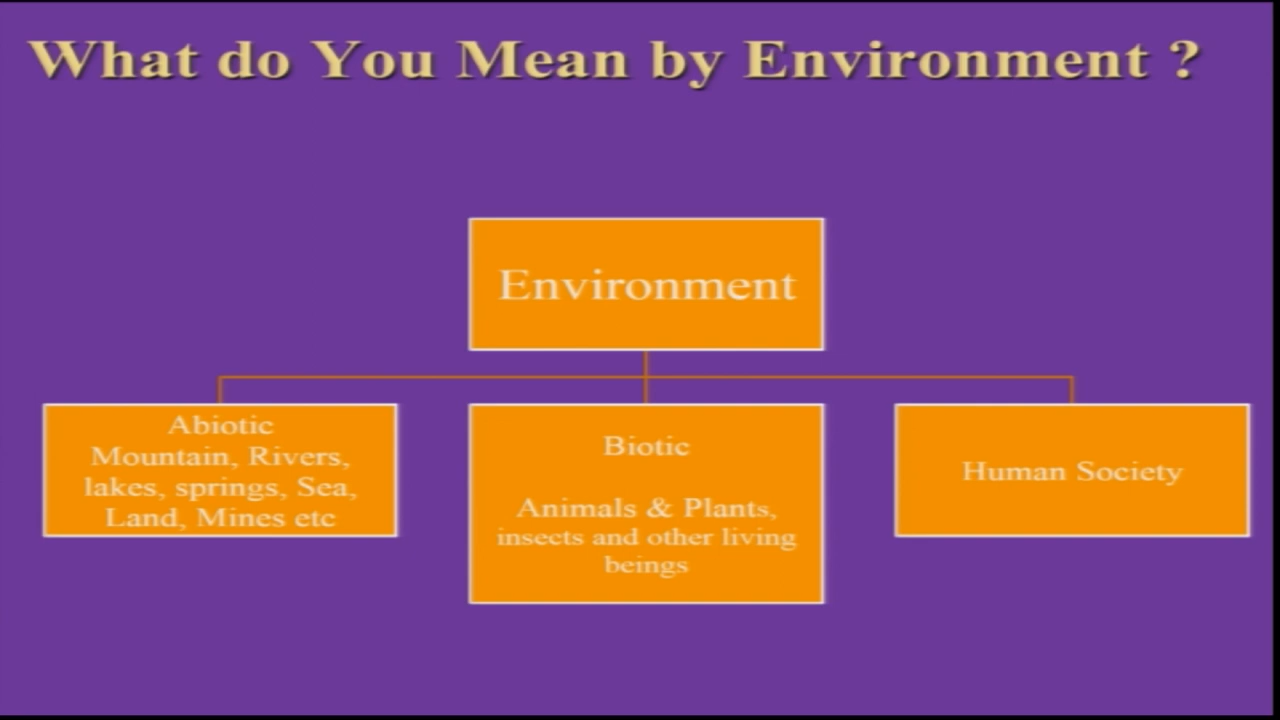 What do You Mean by Environment ?
Environment
Abiotic
Mountain, Rivers,
lakes, springs, Sea,
Land, Mines etc
Biotic
Animals & Plants,
insects and other living
beings
Human Society